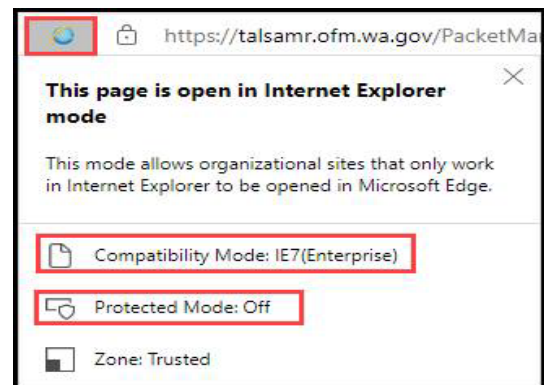 https://talsamr.ofm.wa.gov/PacketMa
This page is open in Internet Explorer
mode
This mode allows organizational sites that only work
in Internet Explorer to be opened in Microsoft Edge.
Compatibility Mode: IE7(Enterprise)
Protected Mode: Off
Zone: Trusted